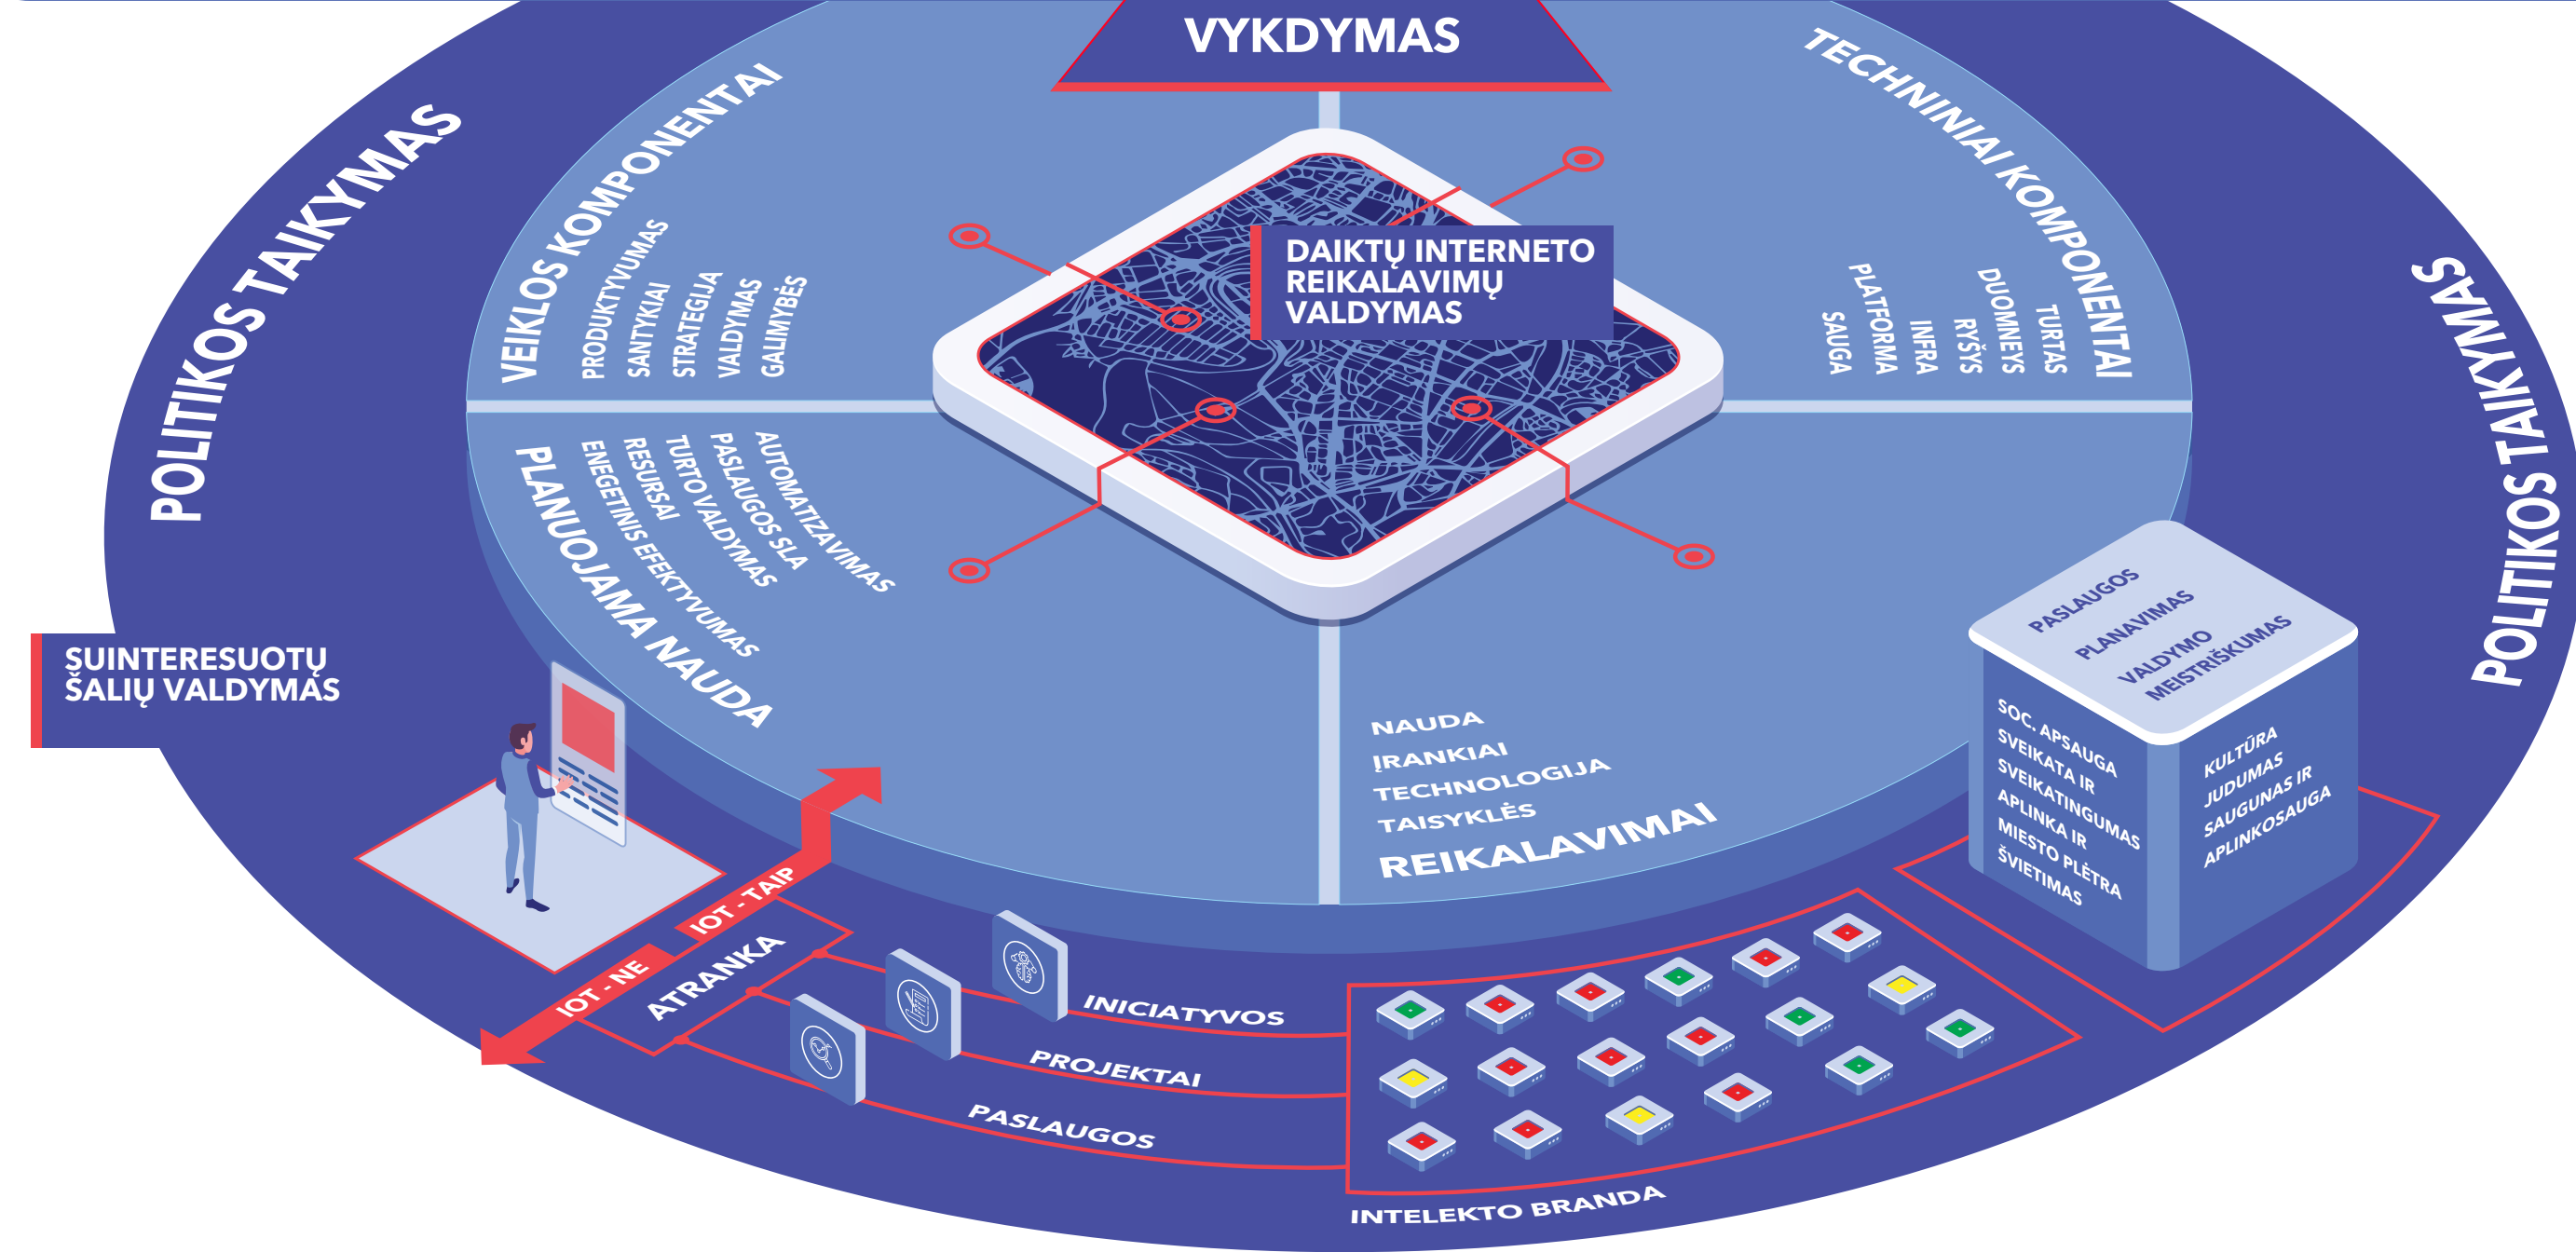 VYKDYMAS
POLITIKOS TAIKYMAS
VEIKLOS KOMPONENTAI
PRODUKTYVUMAS
SANTYKIAI
STRATEGIJA
VALDYMAS
GALIMYBĖS
DAIKTŲ INTERNETO
REIKALAVIMŲ
VALDYMAS
TECHNINIAI KOMPONENTAI
SAUGA
PLATFORMA
INFRA
RYŠYS
DUOMNEYS
TURTAS
POLITIKOS TAIKYMAS
PLANUOJAMA NAUDA
ENEGETINIS EFEKTYVUMAS
RESURSAI
TURTO VALDYMAS
PASLAUGOS SLA
AUTOMATIZAVIMAS
SUINTERESUOTŲ
ŠALIŲ VALDYMAS
NAUDA
ĮRANKIAI
TECHNOLOGIJA
TAISYKLĖS
REIKALAVIMAI
PASLAUGOS
PLANAVIMAS
VALDYMO
MEISTRIŠKUMAS
SOC. APSAUGA
SVEIKATA IR
SVEIKATINGUMAS
APLINKA IR
MIESTO PLĖTRA
ŠVIETIMAS
KULTŪRA
JUDUMAS
SAUGUNAS IR
APLINKOSAUGA
IOT - TAIP
IOT - NE
ATRANKA
INICIATYVOS
PROJEKTAI
PASLAUGOS
INTELEKTO BRANDA